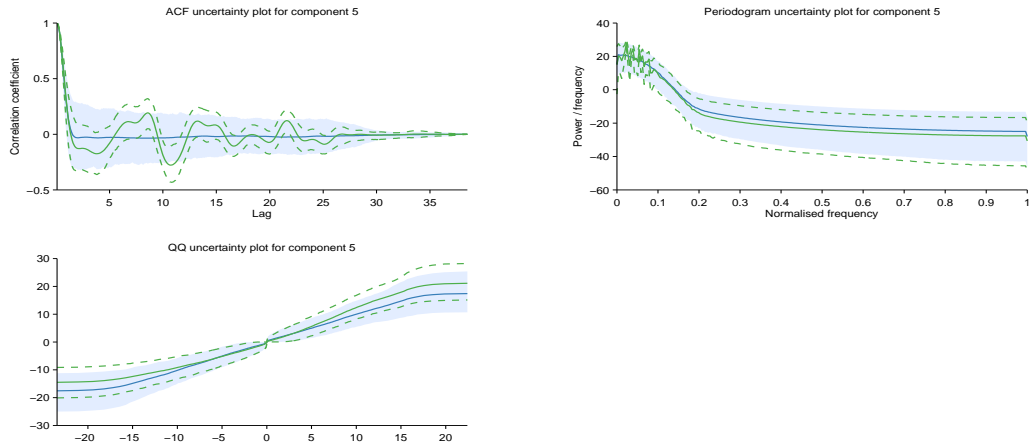 ACF uncertainty plot for component 5
Correlation coefficient
1
0.5
0
−0.5
5 10 15 20 25 30 35
Lag
Periodogram uncertainty plot for component 5
Power / frequency
40
20
0
−20
−40
−60
0 0.1 0.2 0.3 0.4 0.5 0.6 0.7 0.8 0.9 1
Normalised frequency
QQ uncertainty plot for component 5
30
20
10
0
−10
−20
−30
−20 −15 −10 −5 0 5 10 15 20